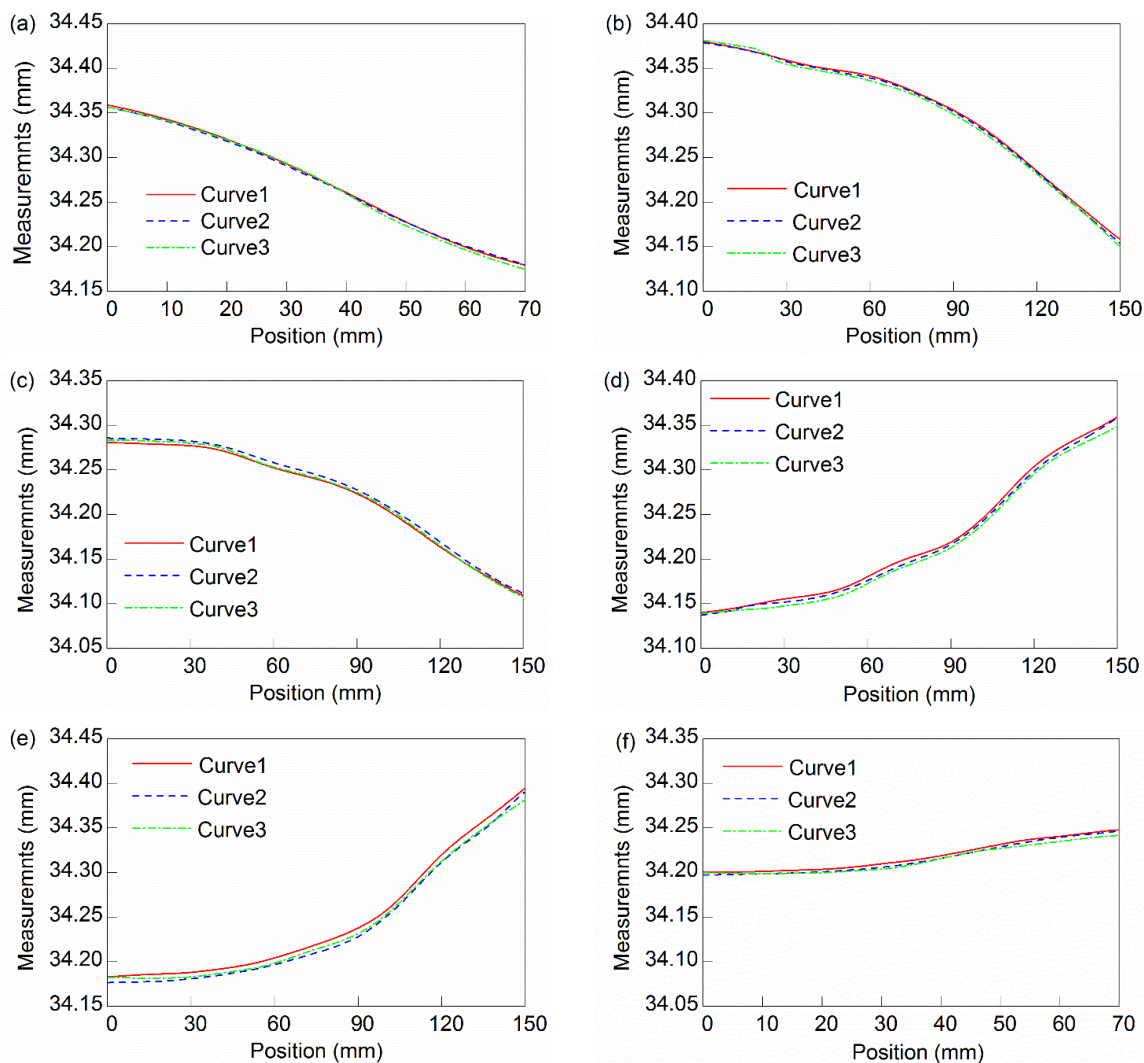 (a)
34.45
34.40
34.35
34.30
34.25
34.20
34.15
Measuremnts (mm)
Curve1
Curve2
Curve3
0 10 20 30 40 50 60 70
Position (mm)
(b)
34.40
34.35
34.30
34.25
34.20
34.15
34.10
Measuremnts (mm)
Curve1
Curve2
Curve3
0 30 60 90 120 150
Position (mm)
(c)
34.35
34.30
34.25
34.20
34.15
34.10
34.05
Measuremnts (mm)
Curve1
Curve2
Curve3
0 30 60 90 120 150
Position (mm)
(d)
34.40
34.35
34.30
34.25
34.20
34.15
34.10
Measuremnts (mm)
Curve1
Curve2
Curve3
0 30 60 90 120 150
Position (mm)
(e)
34.45
34.40
34.35
34.30
34.25
34.20
34.15
Measuremnts (mm)
Curve1
Curve2
Curve3
0 30 60 90 120 150
Position (mm)
(f)
34.35
34.30
34.25
34.20
34.15
34.10
34.05
Measuremnts (mm)
Curve1
Curve2
Curve3
0 10 20 30 40 50 60 70
Position (mm)